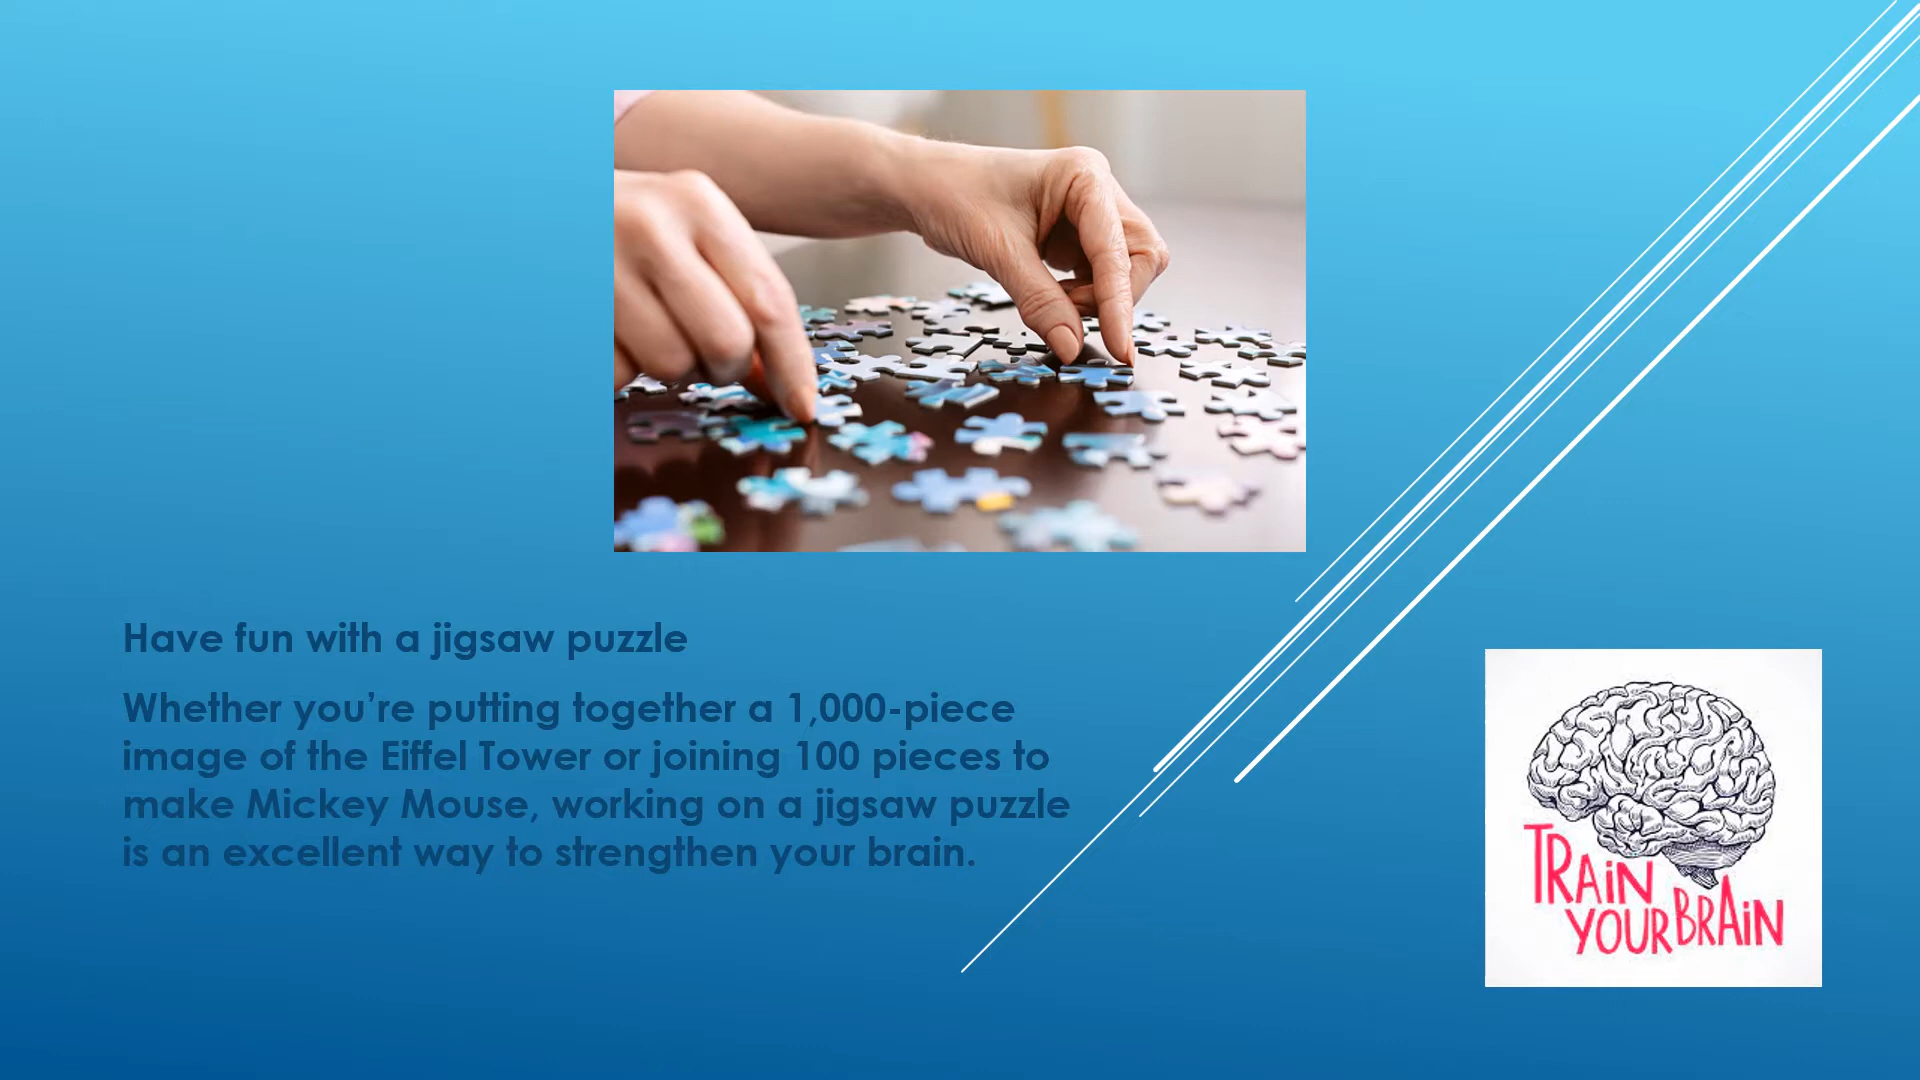 Have fun with a jigsaw puzzle
Whether you’re putting together a 1,000-piece
image of the Eiffel Tower or joining 100 pieces to
make Mickey Mouse, working on a jigsaw puzzle
is an excellent way to strengthen your brain.
TRAiN
YOUR BRAiN